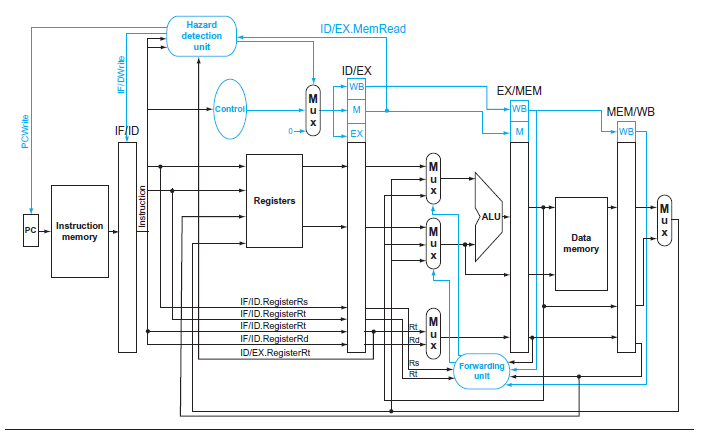 Hazard
detection
unit
ID/EX.MemRead
ID/EX
WB
M
EX
EX/MEM
WB
M
MEM/WB
WB
IF/DWrite
PCWrite
Control
M
u
x
0
IF/ID
PC
Instruction
memory
Instruction
Registers
M
u
x
M
u
x
ALU
Data
memory
M
u
x
IF/ID.RegisterRs
IF/ID.RegisterRt
IF/ID.RegisterRt
IF/ID.RegisterRd
ID/EX.RegisterRt
Rt
Rd
M
u
x
Rs
Rt
Forwarding
unit